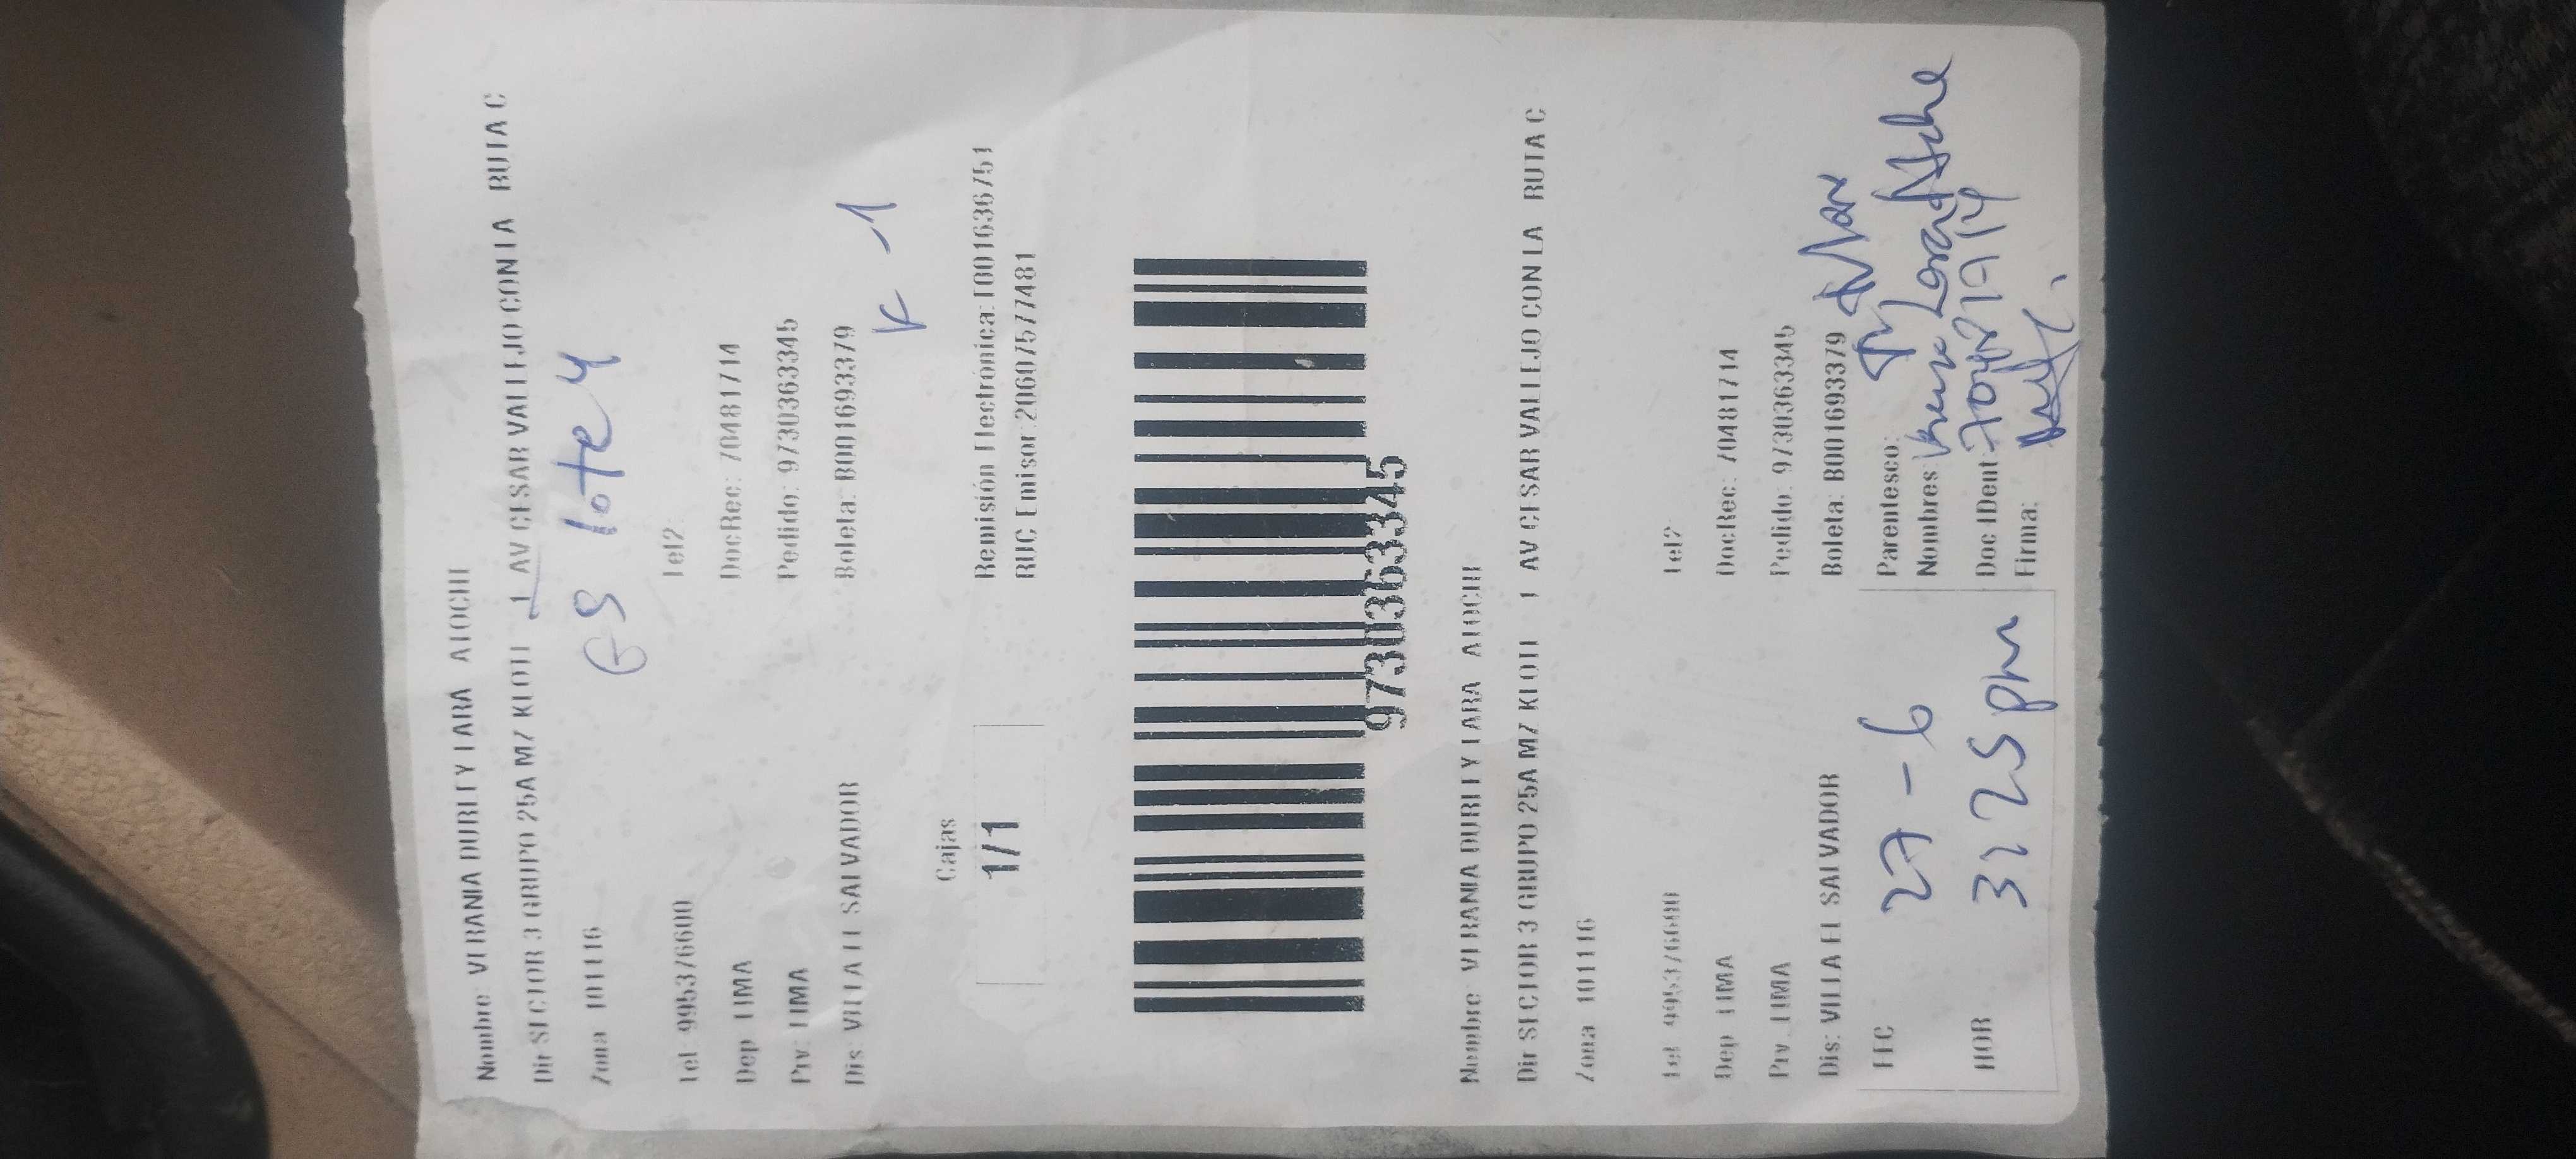 Nombre: VERANIA DURLEY LARA ATOCHE
Dir SECTOR 3 GRUPO 25A MZ K LOTE 1 AV CESAR VALLEJO CON LA RUTA C
Zona 101116
lote 4
Tel: 995376600 Tel2:
Dep LIMA DocRec: 70481714
Prv: LIMA Pedido: 9730363345
Dis: VILLA EL SALVADOR Boleta: B001693379
K - 1
Cajas
1/1
Remisión Electrónica: T001636751
RUC Emisor: 20607577481
9730363345
Nombre VERANIA DURLEY LARA ATOCHE
Dir SECTOR 3 GRUPO 25A MZ K LOTE 1 AV CESAR VALLEJO CON LA RUTA C
Zona 101116
Tel 995376600 Tel2:
Dep LIMA DocRec: 70481714
Prv. LIMA Pedido: 9730363345
Dis: VILLA EL SALVADOR Boleta: B001693379
FEC 27-6
HOR 3:25 pm
Parentesco:
Nombres: Lara Atoche
Doc IDent: 70481714
Firma: